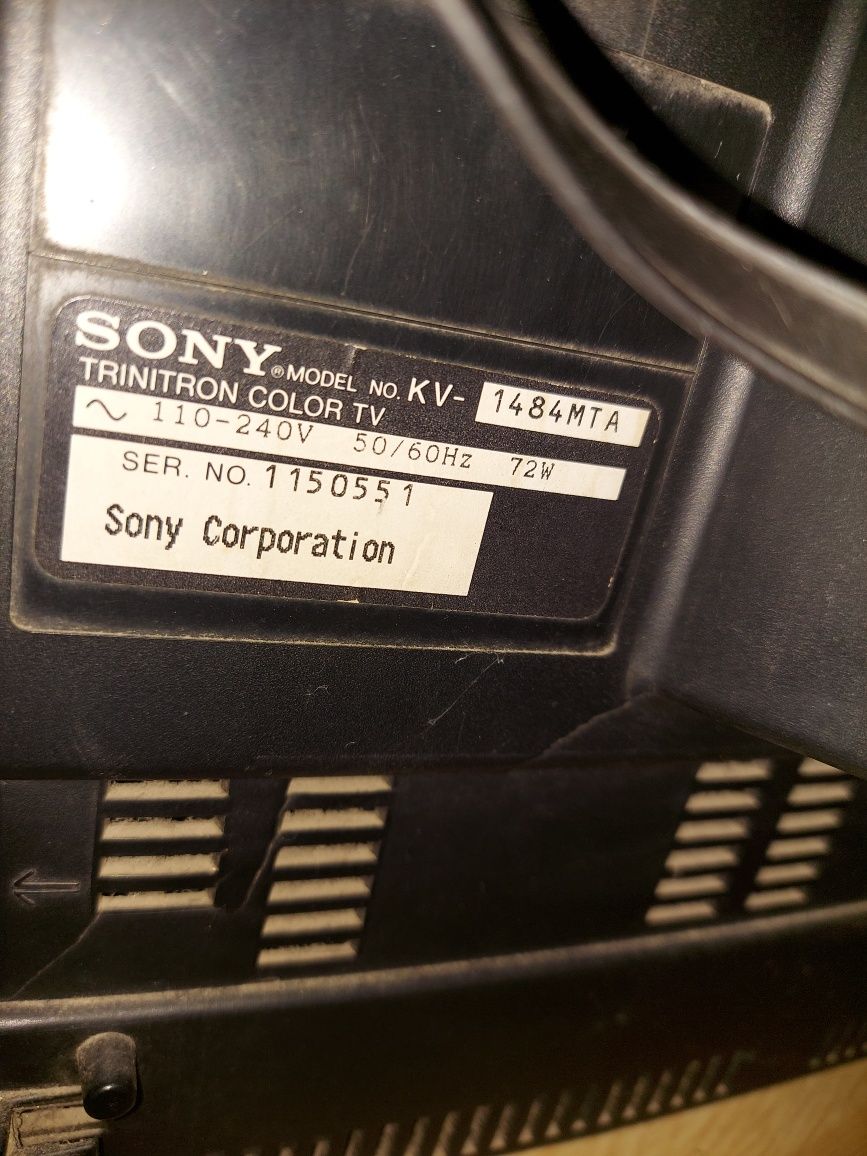 SONY® MODEL NO. KV- 1484MTA
TRINITRON COLOR TV
~ 110-240V 50/60Hz 72W
SER. NO. 1150551
Sony Corporation